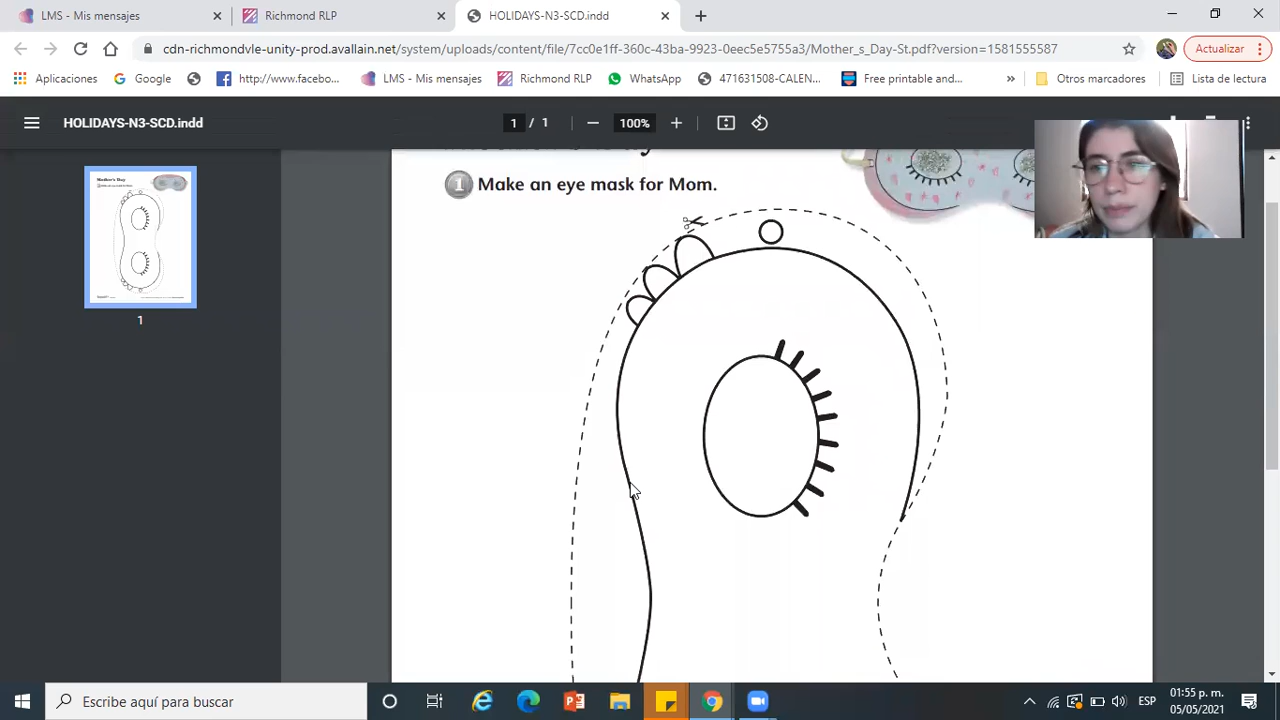 LMS - Mis mensajes
Richmond RLP
HOLIDAYS-N3-SCD.indd
cdn-richmondvle-unity-prod.avallain.net/system/uploads/content/file/7cc0e1ff-360c-43ba-9923-0eec5e5755a3/Mother_s_Day-St.pdf?version=1581555587
Actualizar
Aplicaciones
Google
http://www.facebo...
LMS - Mis mensajes
Richmond RLP
WhatsApp
371631508-CALEN...
Free printable and...
»
Otros marcadores
Lista de lectura
HOLIDAYS-N3-SCD.indd
1 / 1
100%
Mother's Day
1
1 Make an eye mask for Mom.
Escribe aquí para buscar
ESP
01:55 p. m.
05/05/2021